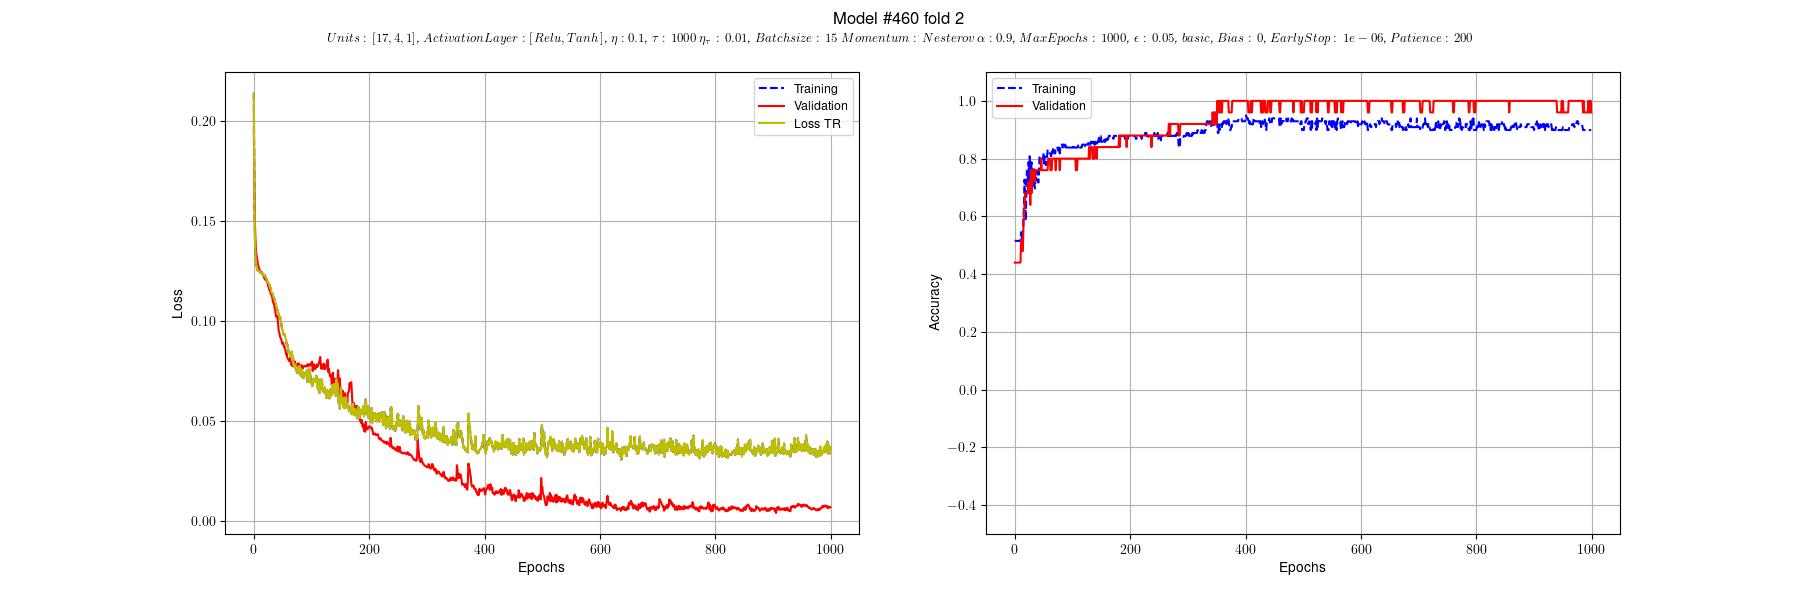 Model #460 fold 2
Units : [17, 4, 1], ActivationLayer : [Relu, Tanh], η : 0.1, τ : 1000 ητ : 0.01, Batchsize : 15 Momentum : Nesterov α : 0.9, MaxEpochs : 1000, ϵ : 0.05, basic, Bias : 0, EarlyStop : 1e − 06, Patience : 200
Training
Validation
Loss TR
0.20
0.15
0.10
0.05
0.00
Loss
0 200 400 600 800 1000
Epochs
Training
Validation
1.0
0.8
0.6
0.4
0.2
0.0
−0.2
−0.4
Accuracy
0 200 400 600 800 1000
Epochs